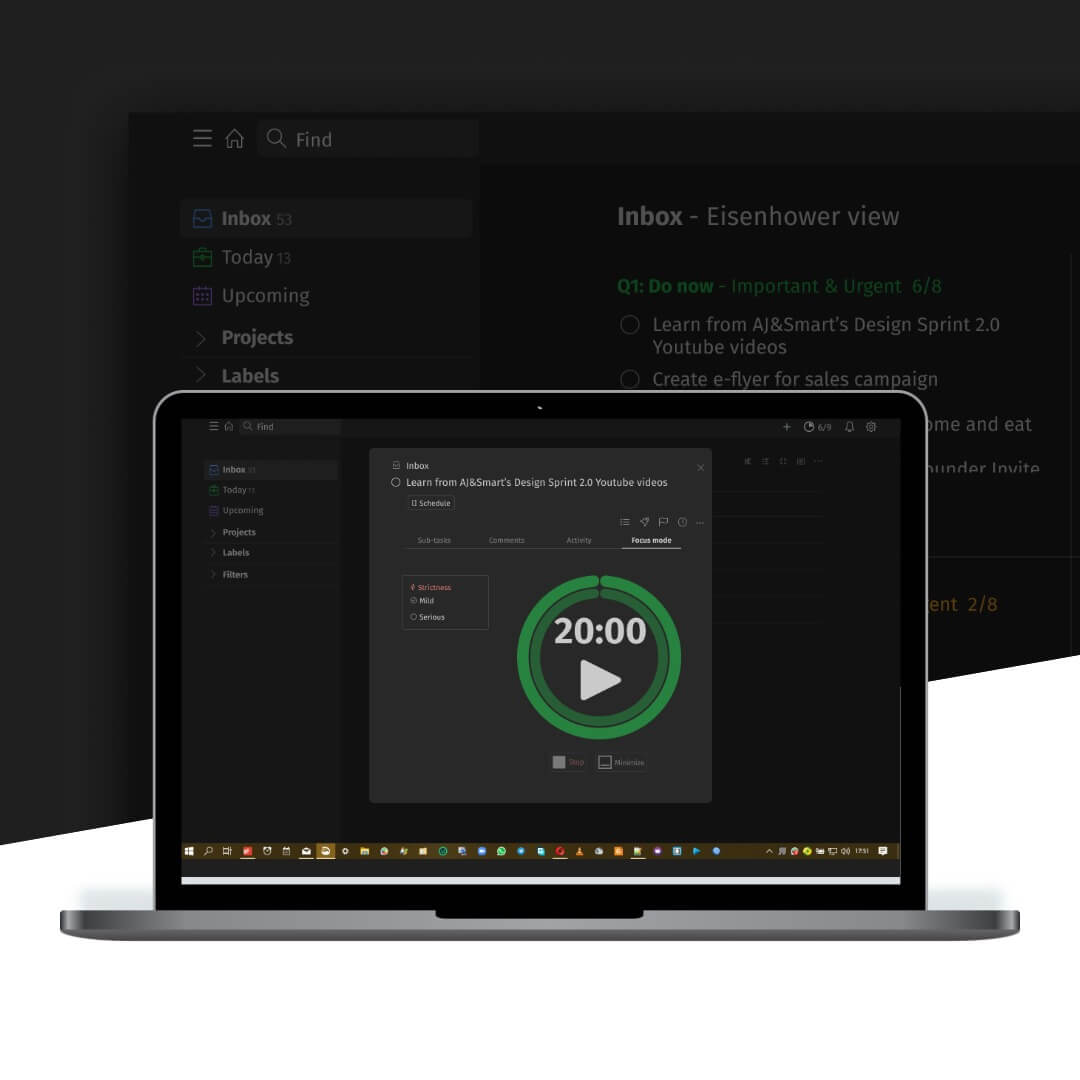 Find
Inbox 53
Today 13
Upcoming
Projects
Labels
Inbox - Eisenhower view
Q1: Do now - Important & Urgent 6/8
Learn from AJ&Smart's Design Sprint 2.0
Youtube videos
Create e-flyer for sales campaign
ome and eat
ounder Invite
ent 2/8
Find
6/9
Inbox 53
Today 13
Upcoming
Projects
Labels
Filters
Inbox
Learn from AJ&Smart's Design Sprint 2.0 Youtube videos
Schedule
Sub-tasks Comments Activity Focus mode
Strictness
Mild
Serious
20:00
Stop Minimize
17:51